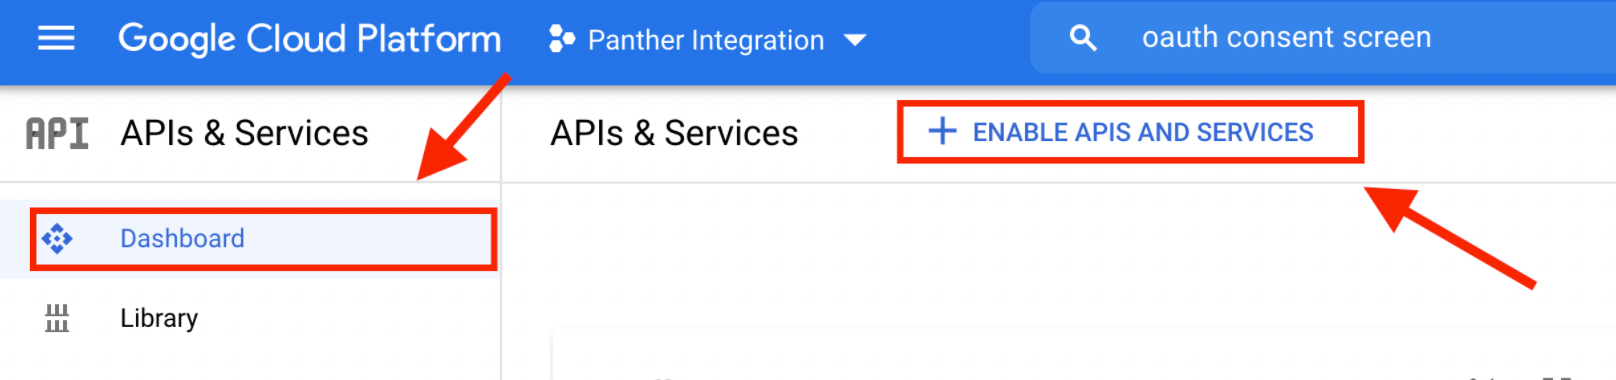 Google Cloud Platform
Panther Integration
oauth consent screen
API
APIs & Services
APIs & Services
+ ENABLE APIS AND SERVICES
Dashboard
Library